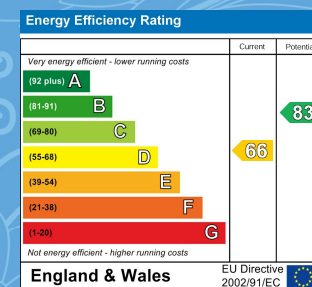 Energy Efficiency Rating
Current Potentia
Very energy efficient - lower running costs
(92 plus) A
(81-91) B
83
(69-80) C
(55-68) D
66
(39-54) E
(21-38) F
(1-20) G
Not energy efficient - higher running costs
England & Wales
EU Directive
2002/91/EC